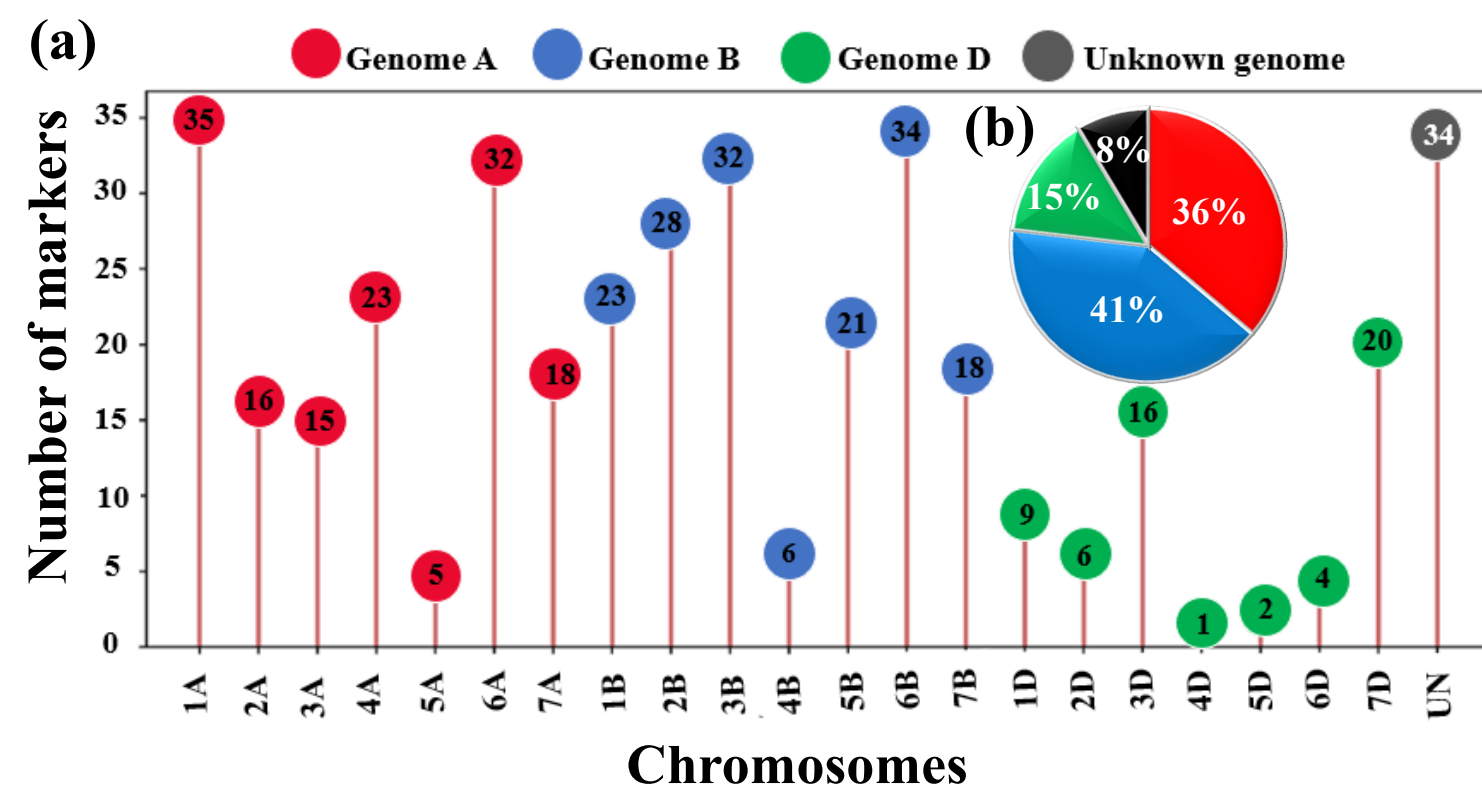 (a)
Genome A Genome B Genome D Unknown genome
Number of markers
35
30
25
20
15
10
5
0
35 16 15 23 5 32 18 23 28 32 6 21 34 18 9 6 16 1 2 4 20 34
(b)
8%
15%
36%
41%
1A 2A 3A 4A 5A 6A 7A 1B 2B 3B 4B 5B 6B 7B 1D 2D 3D 4D 5D 6D 7D UN
Chromosomes